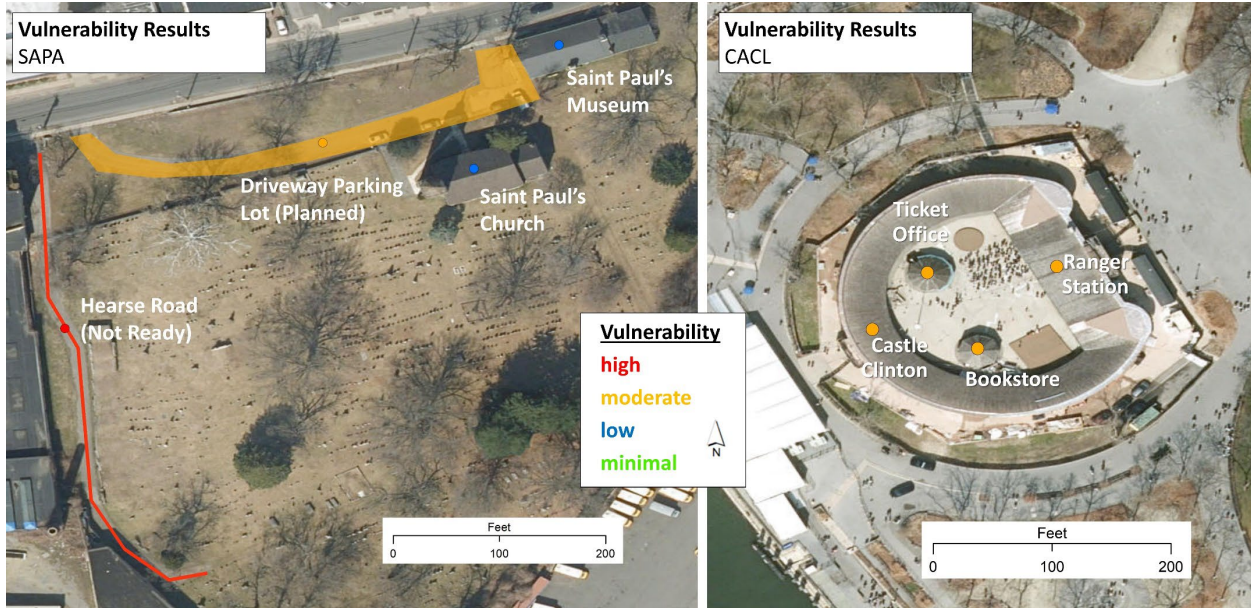 Vulnerability Results
SAPA
Saint Paul's
Museum
Driveway Parking
Lot (Planned)
Saint Paul's
Church
Hearse Road
(Not Ready)
Feet
0 100 200
Vulnerability
high
moderate
low
minimal
N
Vulnerability Results
CACL
Ticket
Office
Ranger
Station
Castle
Clinton
Bookstore
Feet
0 100 200